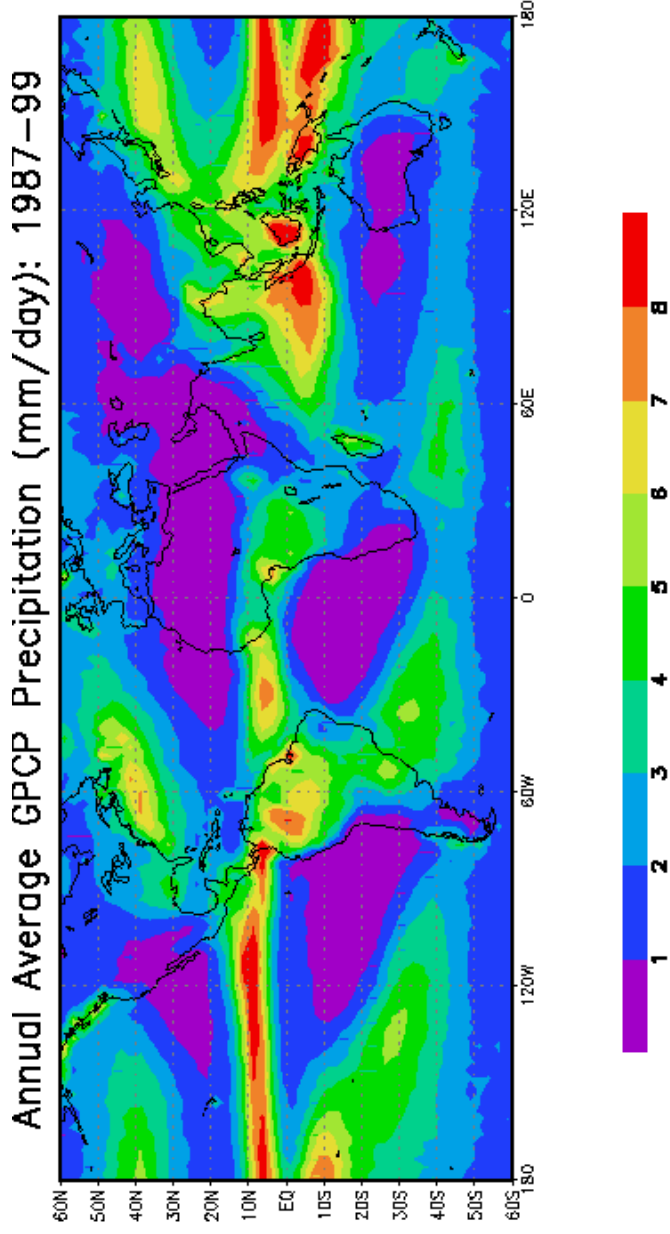 Annual Average GPCP Precipitation (mm/day): 1987–99
60N
50N
40N
30N
20N
10N
EQ
10S
20S
30S
40S
50S
60S
180 120W 60W 0 60E 120E 180
1 2 3 4 5 6 7 8